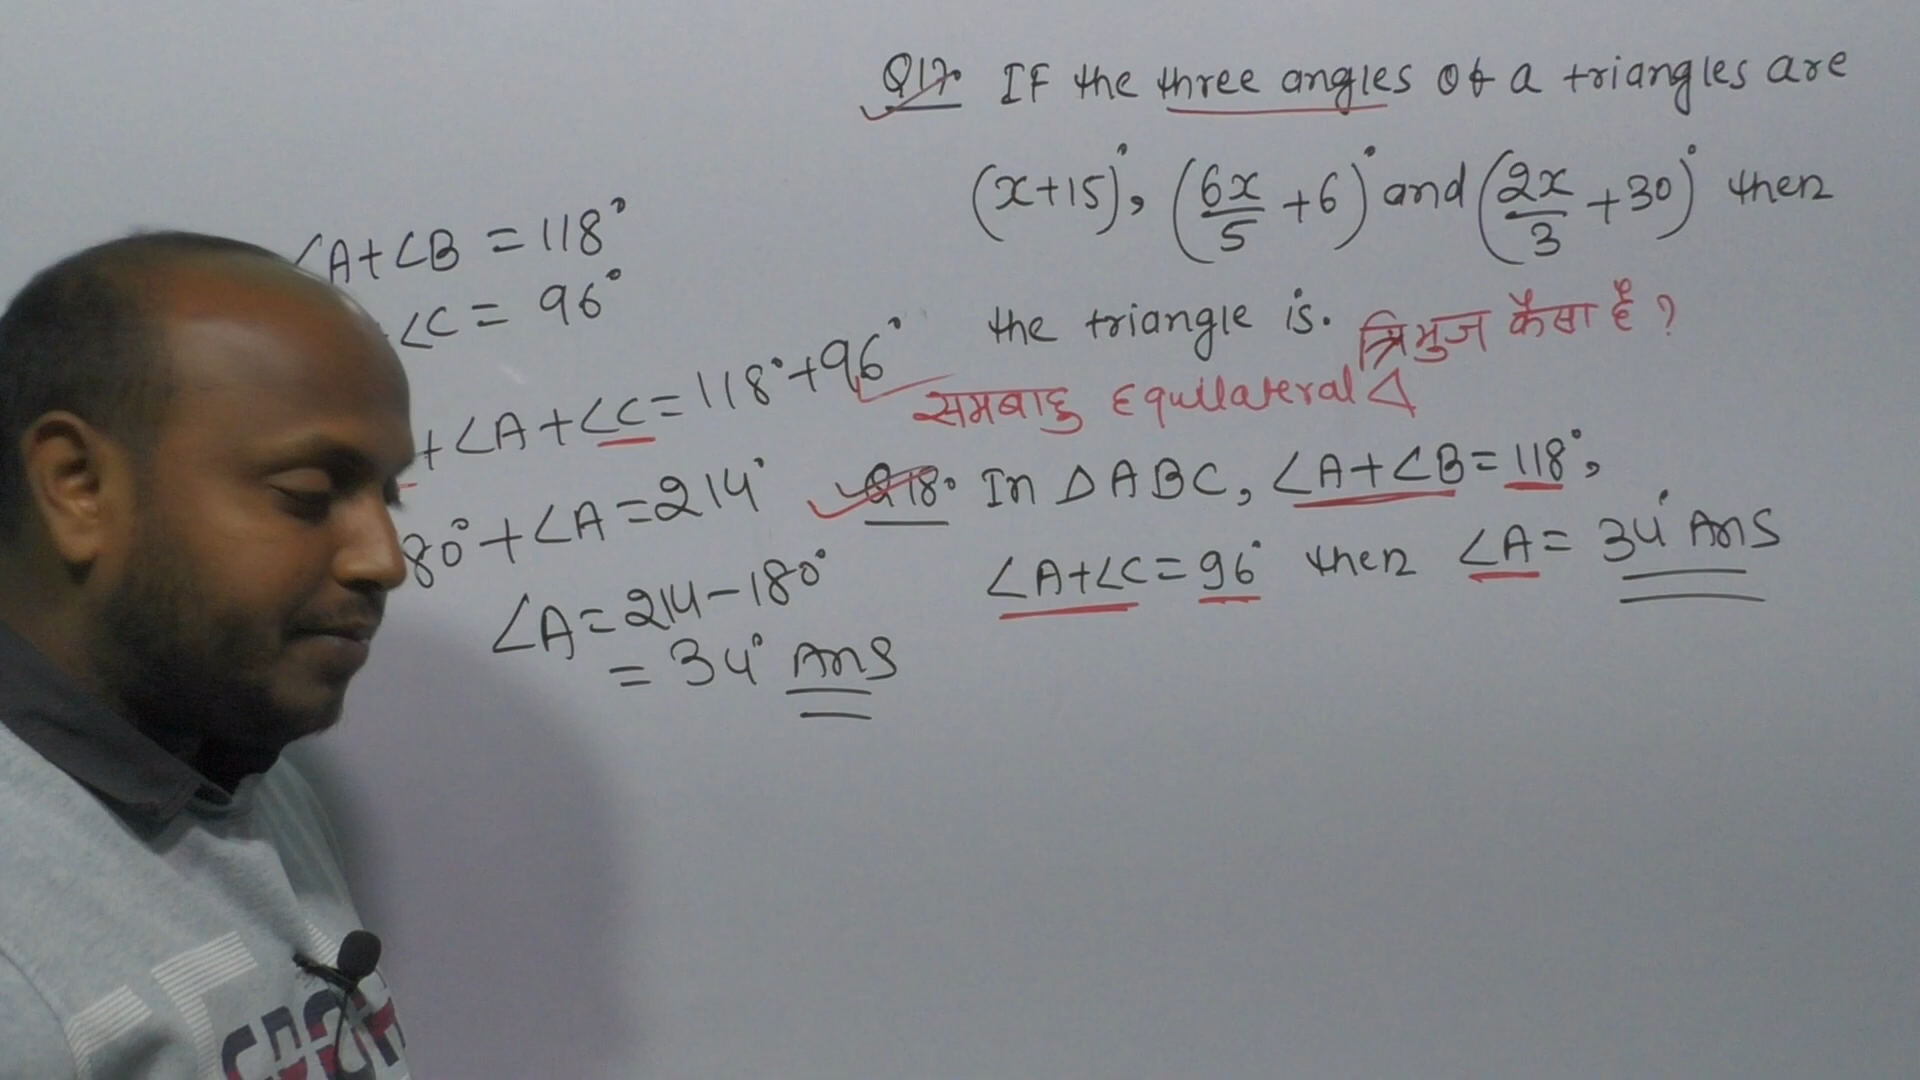 Q17. IF the three angles of a triangles are
(x+15)°, (6x/5 +6)° and (2x/3 +30)° then
the triangle is. त्रिभुज कैसा है ?
समबाहु Equilateral Δ
Q18. In Δ ABC, ∠A+∠B=118°,
∠A+∠C=96° then ∠A= 34° Ans
∠A+∠B =118°
∠C= 96°
+∠A+∠C=118°+96°
80°+∠A=214°
∠A=214-180°
= 34° Ans